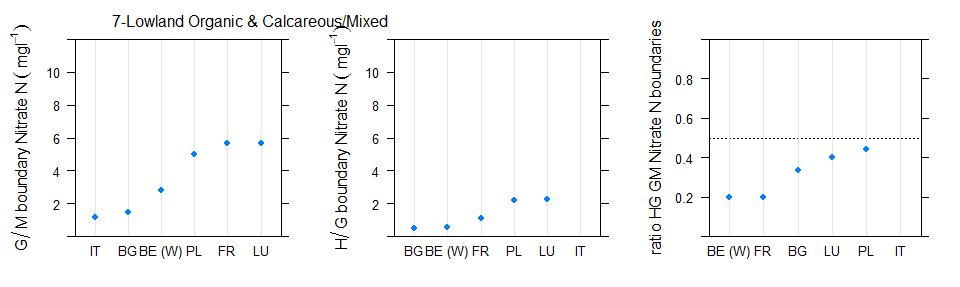 7-Lowland Organic & Calcareous/Mixed
G/M boundary Nitrate N ( mgl⁻¹)
10
8
6
4
2
IT BG BE (W) PL FR LU
H/G boundary Nitrate N ( mgl⁻¹)
10
8
6
4
2
BG BE (W) FR PL LU IT
ratio HG GM Nitrate N boundaries
0.8
0.6
0.4
0.2
BE (W) FR BG LU PL IT